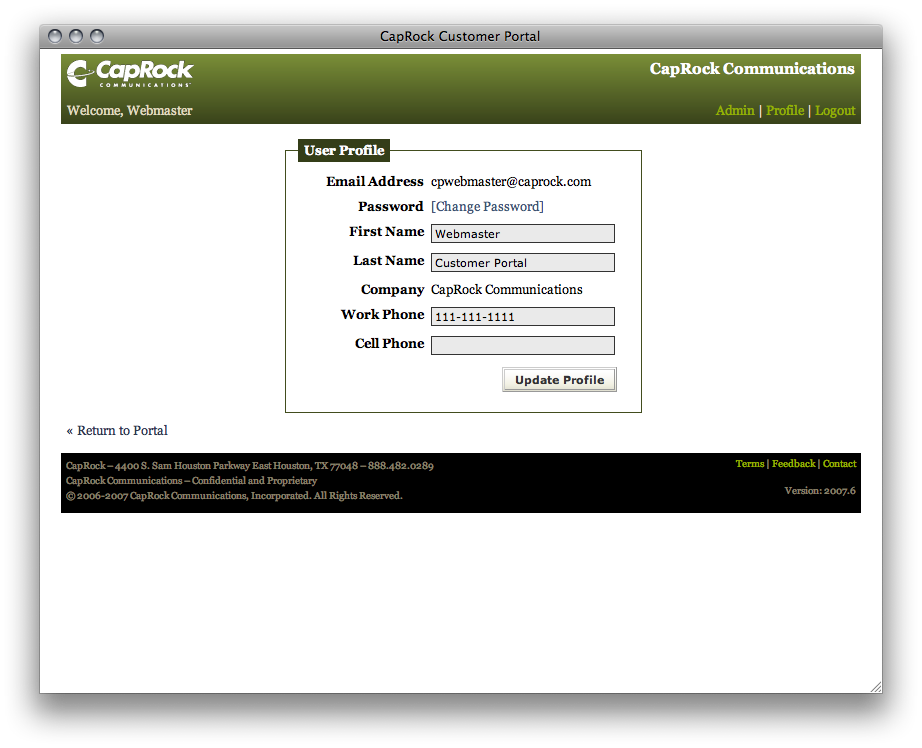 CapRock Customer Portal
CapRock
COMMUNICATIONS
CapRock Communications
Welcome, Webmaster
Admin | Profile | Logout
User Profile
Email Address cpwebmaster@caprock.com
Password [Change Password]
First Name Webmaster
Last Name Customer Portal
Company CapRock Communications
Work Phone 111-111-1111
Cell Phone
Update Profile
« Return to Portal
CapRock – 4400 S. Sam Houston Parkway East Houston, TX 77048 – 888.482.0289
Terms | Feedback | Contact
CapRock Communications – Confidential and Proprietary
Version: 2007.6
© 2006-2007 CapRock Communications, Incorporated. All Rights Reserved.